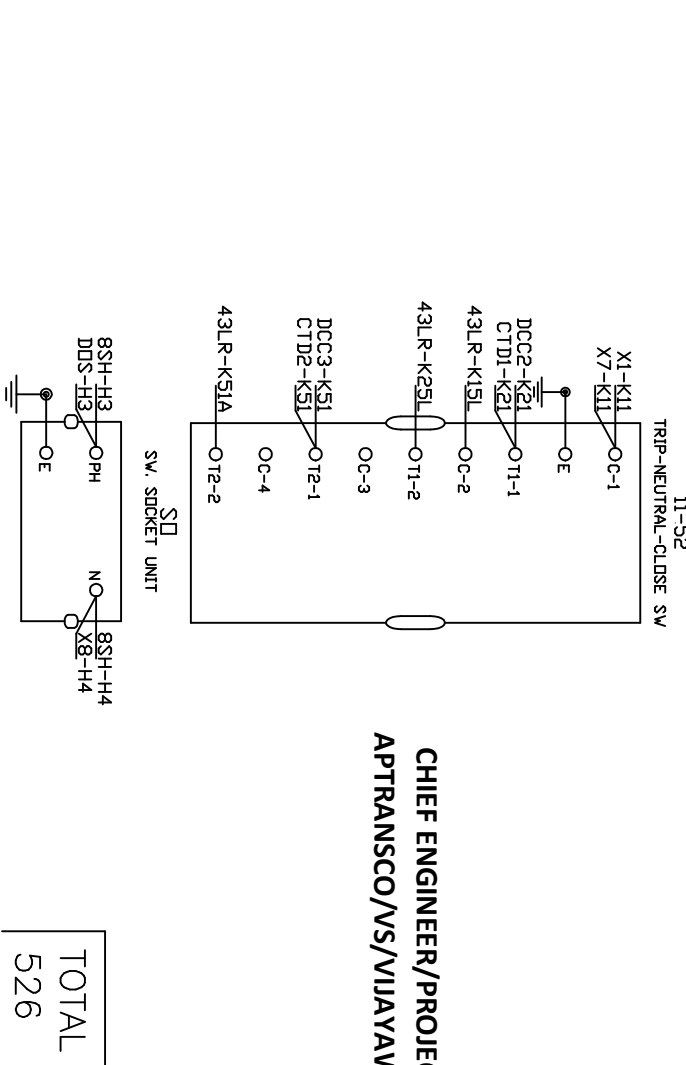 11-52
TRIP-NEUTRAL-CLOSE SW
X1-K11
X7-K11
C-1
E
DCC2-K21
CTD1-K21
T1-1
43LR-K15L
C-2
43LR-K25L
T1-2
C-3
DCC3-K51
CTD2-K51
T2-1
C-4
43LR-K51A
T2-2
SO
SW. SOCKET UNIT
8SH-H3
DOS-H3
PH
E
N
8SH-H4
X8-H4
CHIEF ENGINEER/PROJEC
APTRANSCO/VS/VIJAYAW
TOTAL
526